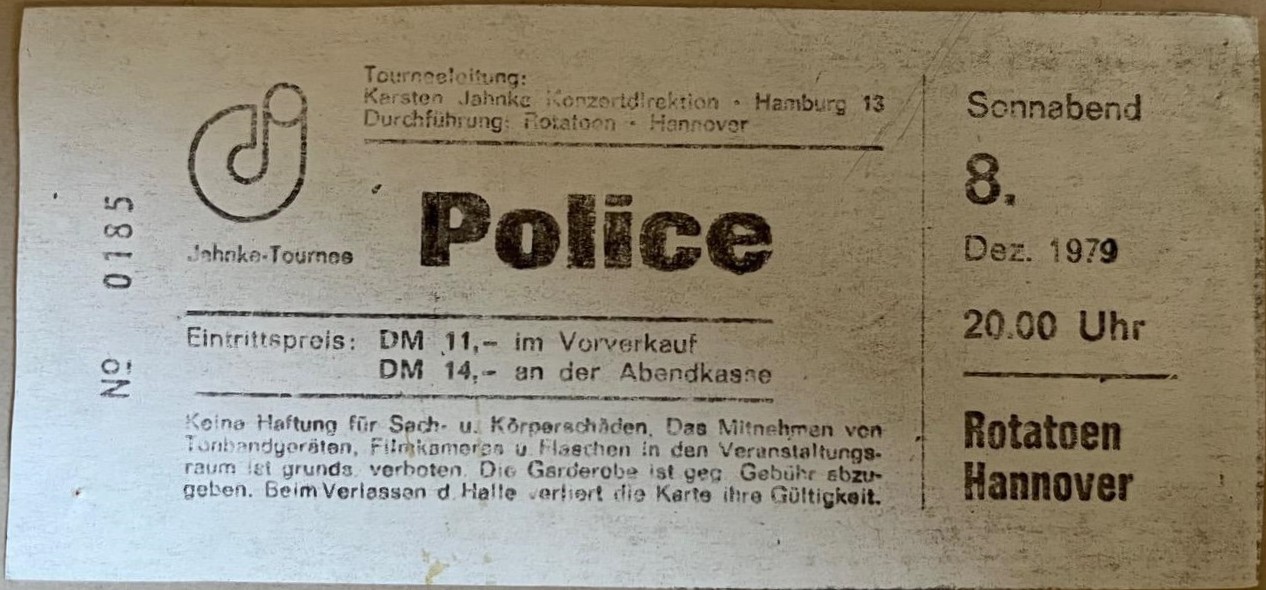 Tourneeleitung:
Karsten Jahnke Konzertdirektion · Hamburg 13
Durchführung: Rotatoen · Hannover
Jahnke-Tournee
Police
Eintrittspreis: DM 11,- im Vorverkauf
DM 14,- an der Abendkasse
Keine Haftung für Sach- u. Körperschäden. Das Mitnehmen von
Tonbandgeräten, Filmkameras u. Flaschen in den Veranstaltungs-
raum ist grunds. verboten. Die Garderobe ist geg. Gebühr abzu-
geben. Beim Verlassen d. Halle verliert die Karte ihre Gültigkeit.
No 0185
Sonnabend
8.
Dez. 1979
20.00 Uhr
Rotatoen
Hannover